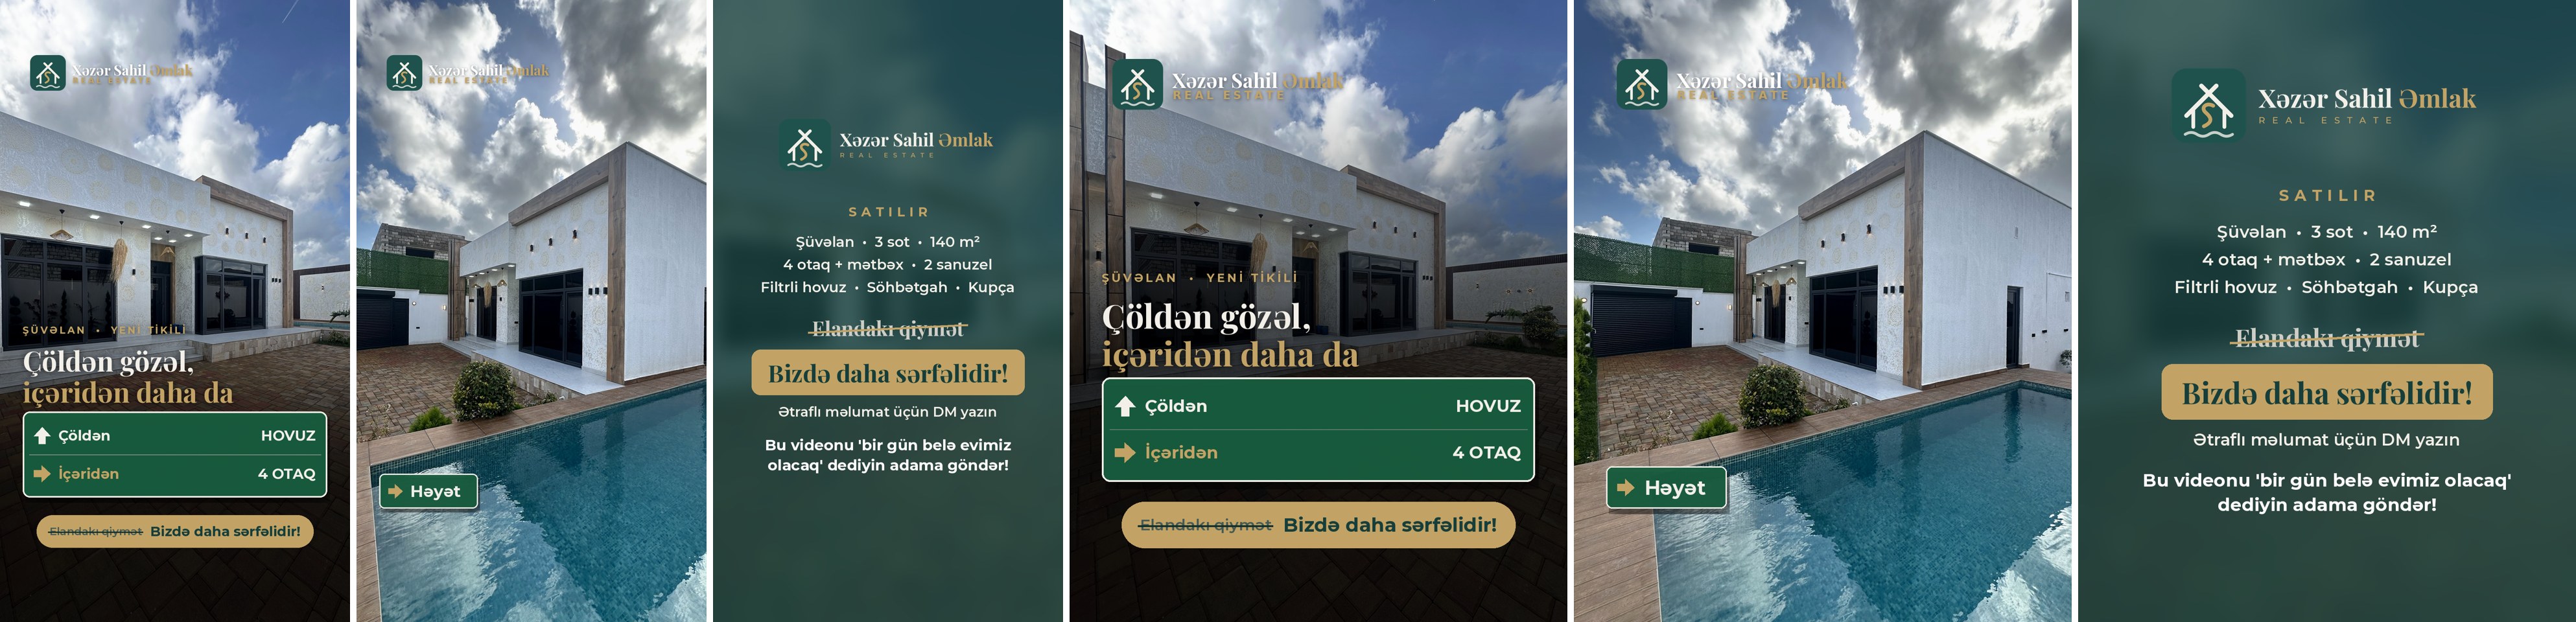 Xəzər Sahil Əmlak
REAL ESTATE
ŞÜVƏLAN • YENİ TİKİLİ
Çöldən gözəl,
içəridən daha da
Çöldən HOVUZ
İçəridən 4 OTAQ
Elandakı qiymət Bizdə daha sərfəlidir!
Xəzər Sahil Əmlak
REAL ESTATE
Həyət
Xəzər Sahil Əmlak
REAL ESTATE
SATILIR
Şüvəlan • 3 sot • 140 m²
4 otaq + mətbəx • 2 sanuzel
Filtrli hovuz • Söhbətgah • Kupça
Elandakı qiymət
Bizdə daha sərfəlidir!
Ətraflı məlumat üçün DM yazın
Bu videonu 'bir gün belə evimiz
olacaq' dediyin adama göndər!
Xəzər Sahil Əmlak
REAL ESTATE
ŞÜVƏLAN • YENİ TİKİLİ
Çöldən gözəl,
içəridən daha da
Çöldən HOVUZ
İçəridən 4 OTAQ
Elandakı qiymət Bizdə daha sərfəlidir!
Xəzər Sahil Əmlak
REAL ESTATE
Həyət
Xəzər Sahil Əmlak
REAL ESTATE
SATILIR
Şüvəlan • 3 sot • 140 m²
4 otaq + mətbəx • 2 sanuzel
Filtrli hovuz • Söhbətgah • Kupça
Elandakı qiymət
Bizdə daha sərfəlidir!
Ətraflı məlumat üçün DM yazın
Bu videonu 'bir gün belə evimiz olacaq'
dediyin adama göndər!